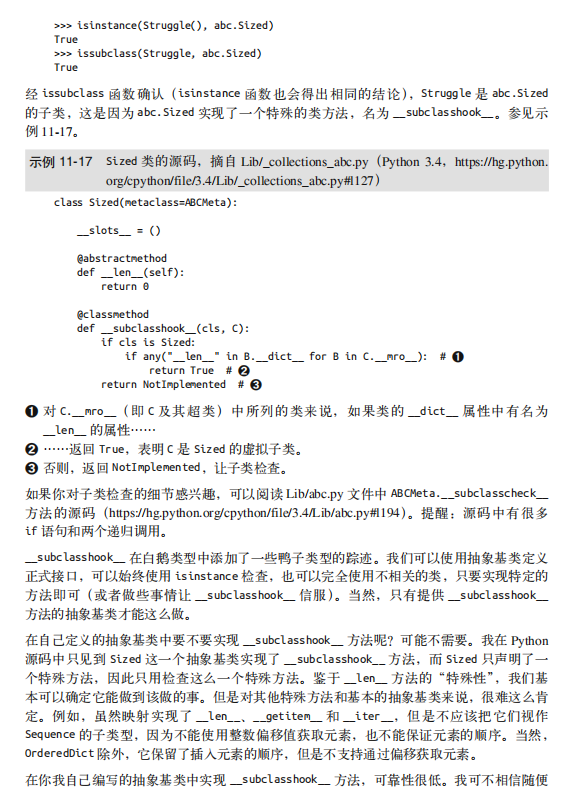 >>> isinstance(Struggle(), abc.Sized)
True
>>> issubclass(Struggle, abc.Sized)
True
经 issubclass 函数确认（isinstance 函数也会得出相同的结论），Struggle 是 abc.Sized
的子类，这是因为 abc.Sized 实现了一个特殊的类方法，名为 __subclasshook__。参见示
例 11-17。
示例 11-17 Sized 类的源码，摘自 Lib/_collections_abc.py（Python 3.4，https://hg.python.
org/cpython/file/3.4/Lib/_collections_abc.py#l127）
class Sized(metaclass=ABCMeta):
__slots__ = ()
@abstractmethod
def __len__(self):
return 0
@classmethod
def __subclasshook__(cls, C):
if cls is Sized:
if any("__len__" in B.__dict__ for B in C.__mro__): # ❶
return True # ❷
return NotImplemented # ❸
❶ 对 C.__mro__（即 C 及其超类）中所列的类来说，如果类的 __dict__ 属性中有名为
__len__ 的属性……
❷ ……返回 True，表明 C 是 Sized 的虚拟子类。
❸ 否则，返回 NotImplemented，让子类检查。
如果你对子类检查的细节感兴趣，可以阅读 Lib/abc.py 文件中 ABCMeta.__subclasscheck__
方法的源码（https://hg.python.org/cpython/file/3.4/Lib/abc.py#l194）。提醒：源码中有很多
if 语句和两个递归调用。
__subclasshook__ 在白鹅类型中添加了一些鸭子类型的踪迹。我们可以使用抽象基类定义
正式接口，可以始终使用 isinstance 检查，也可以完全使用不相关的类，只要实现特定的
方法即可（或者做些事情让 __subclasshook__ 信服）。当然，只有提供 __subclasshook__
方法的抽象基类才能这么做。
在自己定义的抽象基类中要不要实现 __subclasshook__ 方法呢？可能不需要。我在 Python
源码中只见到 Sized 这一个抽象基类实现了 __subclasshook__ 方法，而 Sized 只声明了一
个特殊方法，因此只用检查这么一个特殊方法。鉴于 __len__ 方法的“特殊性”，我们基
本可以确定它能做到该做的事。但是对其他特殊方法和基本的抽象基类来说，很难这么肯
定。例如，虽然映射实现了 __len__、__getitem__ 和 __iter__，但是不应该把它们视作
Sequence 的子类型，因为不能使用整数偏移值获取元素，也不能保证元素的顺序。当然，
OrderedDict 除外，它保留了插入元素的顺序，但是不支持通过偏移获取元素。
在你我自己编写的抽象基类中实现 __subclasshook__ 方法，可靠性很低。我可不相信随便